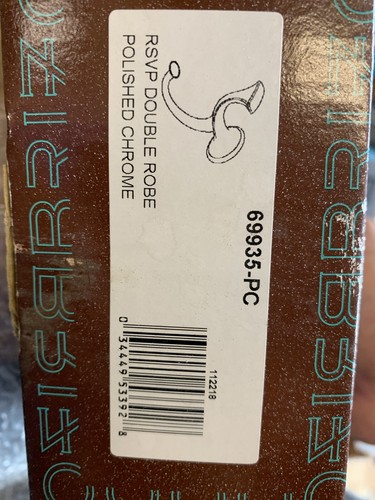 RSVP DOUBLE ROBE
POLISHED CHROME
69935-PC
112218
0 34449 53392 8